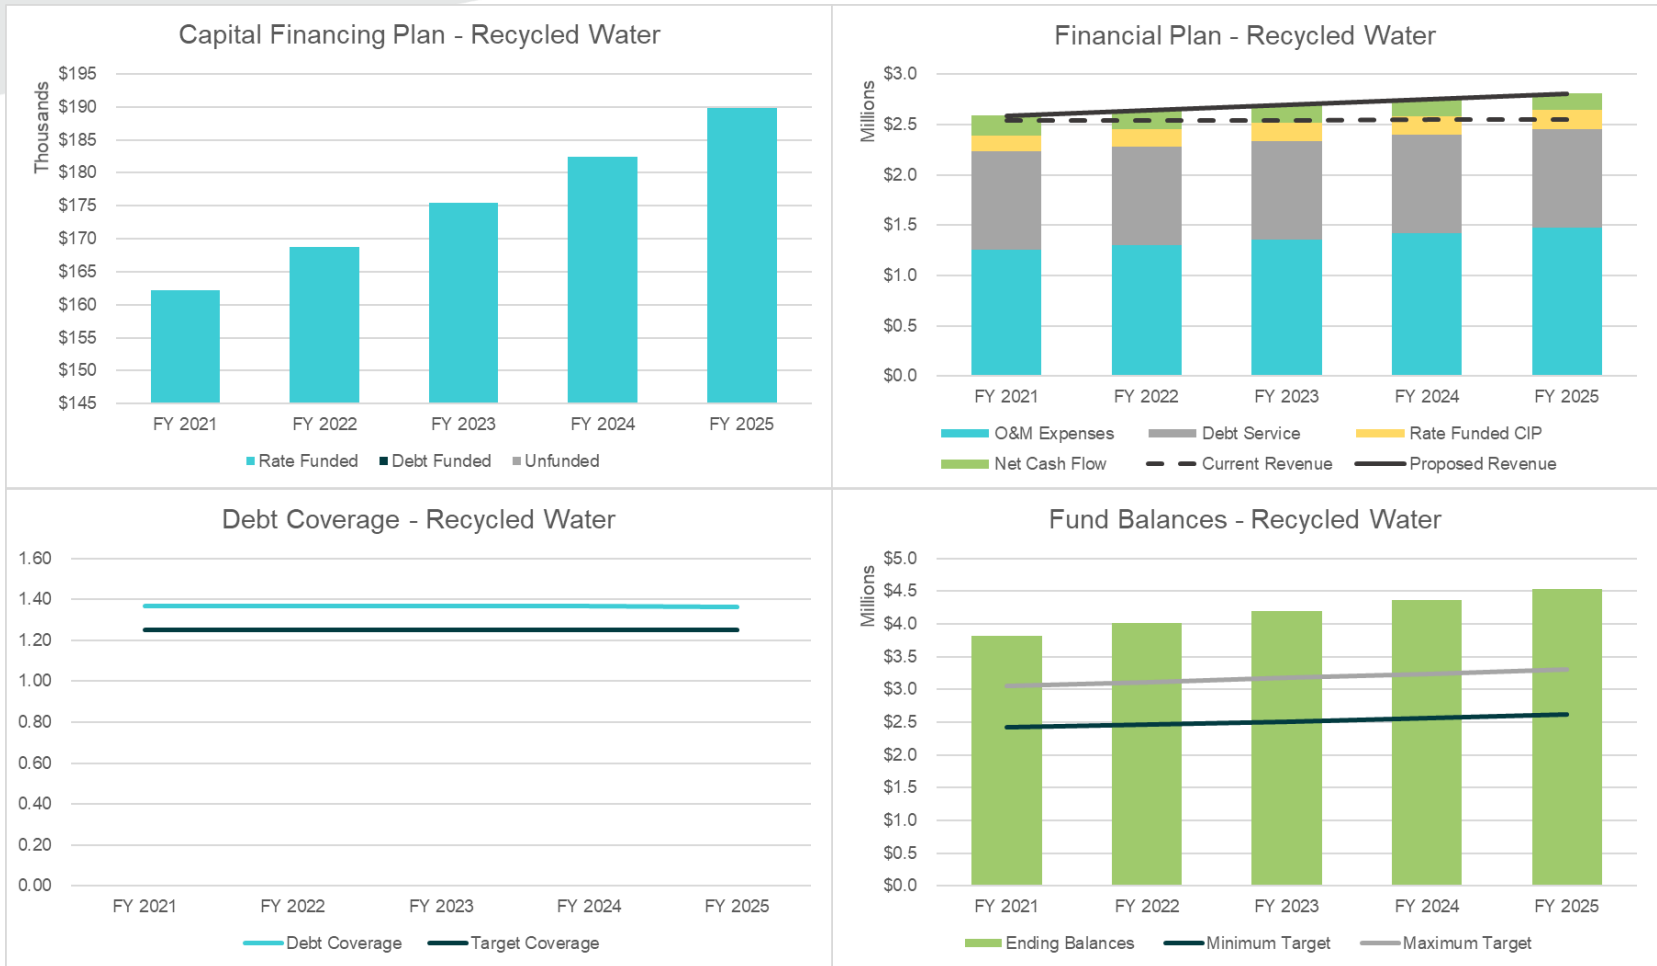 Capital Financing Plan - Recycled Water
Thousands
$195
$190
$185
$180
$175
$170
$165
$160
$155
$150
$145
FY 2021 FY 2022 FY 2023 FY 2024 FY 2025
Rate Funded Debt Funded Unfunded
Financial Plan - Recycled Water
Millions
$3.0
$2.5
$2.0
$1.5
$1.0
$0.5
$0.0
FY 2021 FY 2022 FY 2023 FY 2024 FY 2025
O&M Expenses Debt Service Rate Funded CIP
Net Cash Flow Current Revenue Proposed Revenue
Debt Coverage - Recycled Water
1.60
1.40
1.20
1.00
0.80
0.60
0.40
0.20
0.00
FY 2021 FY 2022 FY 2023 FY 2024 FY 2025
Debt Coverage Target Coverage
Fund Balances - Recycled Water
Millions
$5.0
$4.5
$4.0
$3.5
$3.0
$2.5
$2.0
$1.5
$1.0
$0.5
$0.0
FY 2021 FY 2022 FY 2023 FY 2024 FY 2025
Ending Balances Minimum Target Maximum Target